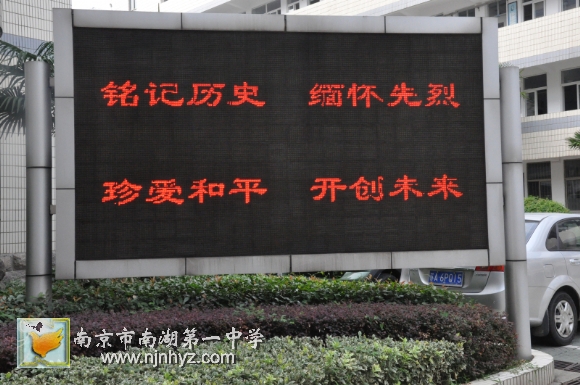 铭记历史 缅怀先烈
珍爱和平 开创未来
南京市南湖第一中学
www.njnhyz.com